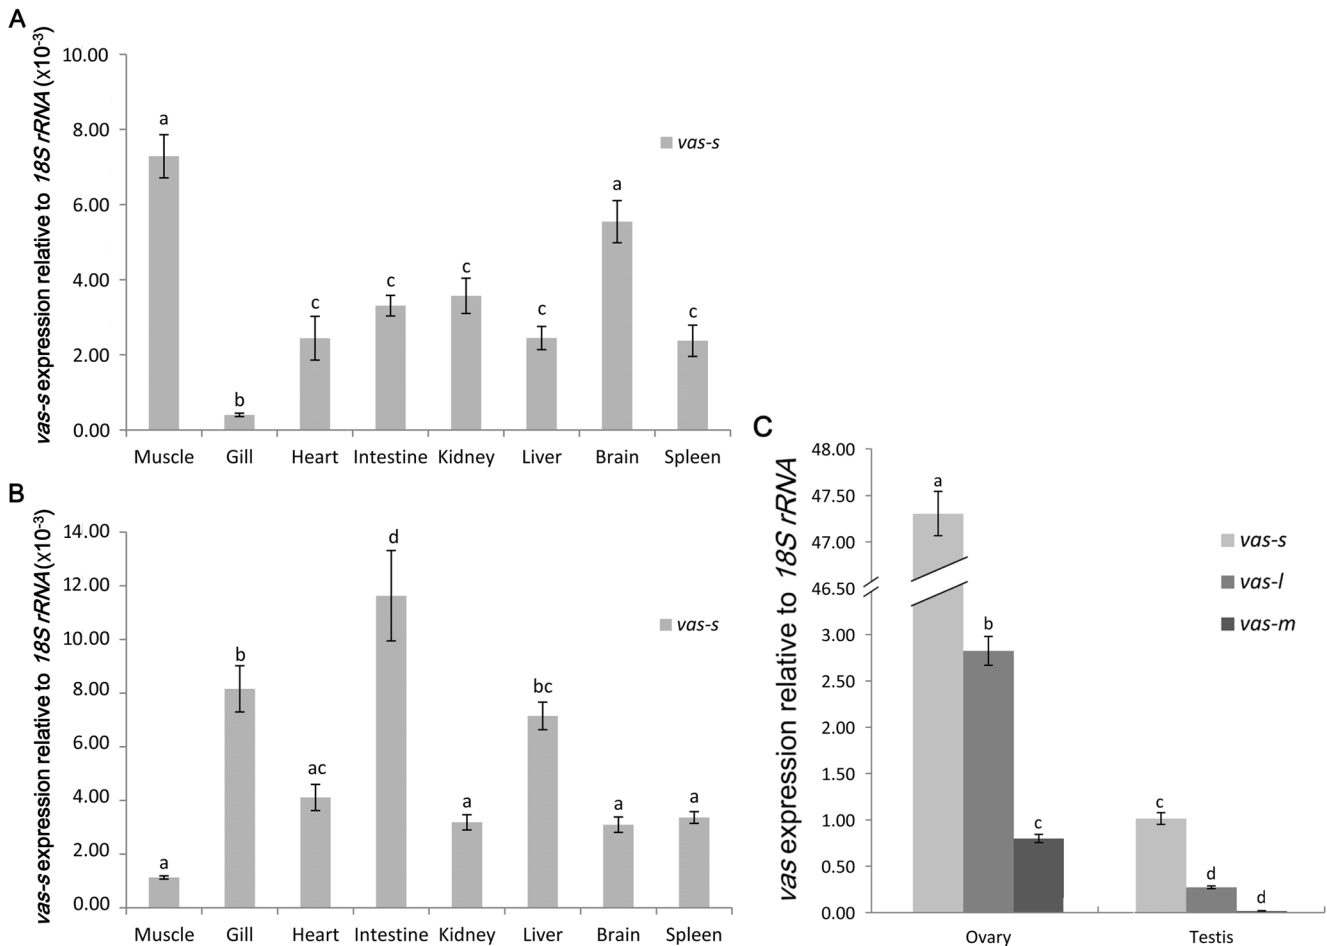 A
vas-s expression relative to 18S rRNA (x10-3)
10.00
8.00
6.00
4.00
2.00
0.00
a
b
c
c
c
c
a
c
vas-s
Muscle Gill Heart Intestine Kidney Liver Brain Spleen
B
vas-s expression relative to 18S rRNA (x10-3)
14.00
12.00
10.00
8.00
6.00
4.00
2.00
0.00
a
b
ac
d
a
bc
a
a
vas-s
Muscle Gill Heart Intestine Kidney Liver Brain Spleen
C
vas expression relative to 18S rRNA
48.00
47.50
47.00
46.50
3.00
2.50
2.00
1.50
1.00
0.50
0.00
a
b
c
c
d
d
vas-s
vas-l
vas-m
Ovary Testis